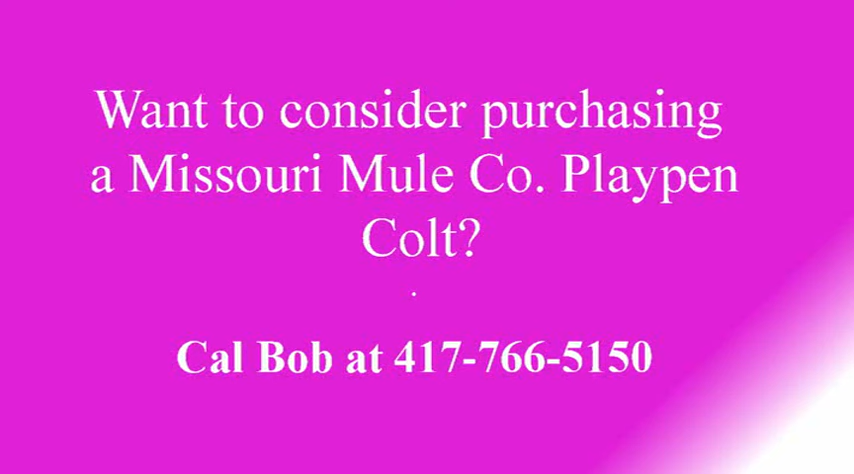 Want to consider purchasing
a Missouri Mule Co. Playpen
Colt?
.
Cal Bob at 417-766-5150